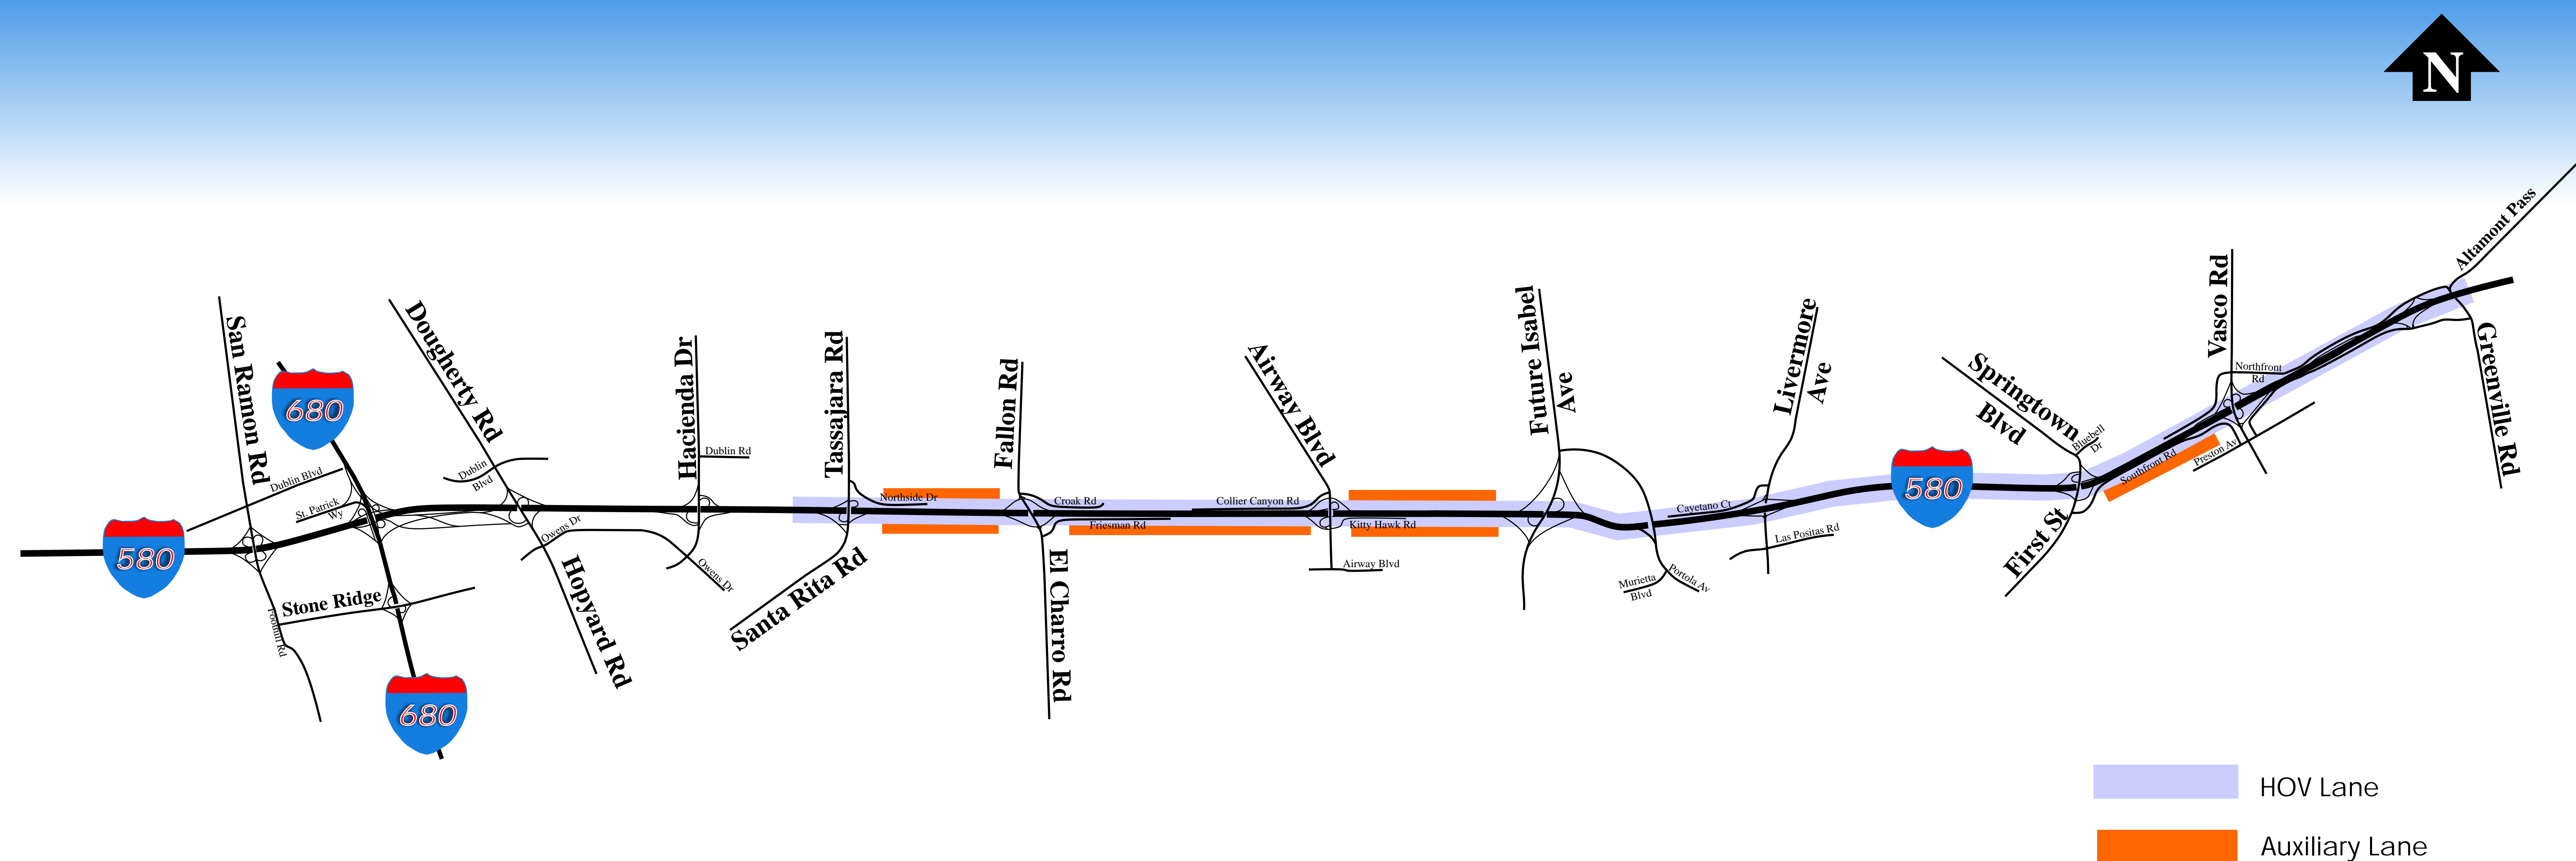 N
San Ramon Rd
680
Dublin Blvd
St. Patrick
Wy
580
Stone Ridge
Foothill Rd
680
Dougherty Rd
Dublin
Blvd
Owens Dr
Hopyard Rd
Hacienda Dr
Dublin Rd
Owens Dr
Tassajara Rd
Northside Dr
Santa Rita Rd
Fallon Rd
Croak Rd
Friesman Rd
El Charro Rd
Airway Blvd
Collier Canyon Rd
Kitty Hawk Rd
Airway Blvd
Future Isabel
Ave
Murietta
Blvd
Portola Av
Livermore
Ave
Cayetano Ct
Las Positas Rd
580
Springtown
Blvd
Bluebell
Dr
First St
Southfront Rd
Vasco Rd
Northfront
Rd
Preston Av
Altamont Pass
Greenville Rd
HOV Lane
Auxiliary Lane